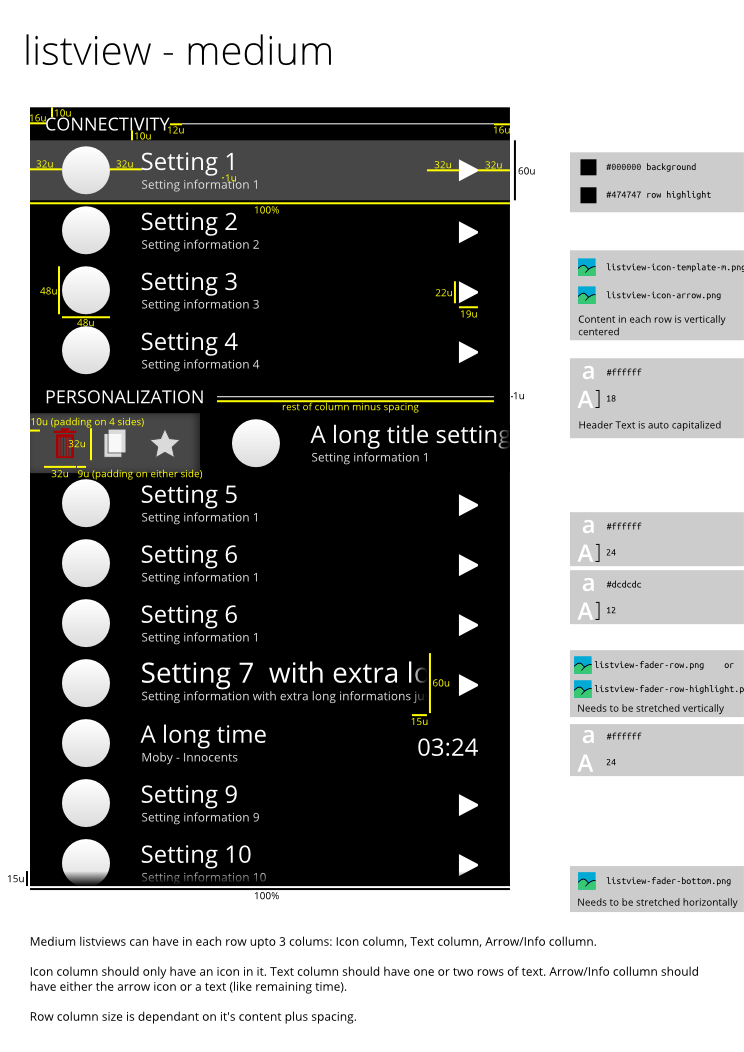 listview - medium
10u
16u
CONNECTIVITY
12u
16u
10u
32u
32u
Setting 1
32u
32u
60u
-1u
Setting information 1
100%
Setting 2
Setting information 2
48u
Setting 3
22u
Setting information 3
19u
48u
Setting 4
Setting information 4
PERSONALIZATION
-1u
rest of column minus spacing
10u (padding on 4 sides)
32u
A long title setting
Setting information 1
32u
9u (padding on either side)
Setting 5
Setting information 1
Setting 6
Setting information 1
Setting 6
Setting information 1
Setting 7 with extra lo
60u
Setting information with extra long informations ju
15u
A long time
03:24
Moby - Innocents
Setting 9
Setting information 9
Setting 10
Setting information 10
15u
100%
#000000 background
#474747 row highlight
listview-icon-template-m.png
listview-icon-arrow.png
Content in each row is vertically
centered
a #ffffff
A] 18
Header Text is auto capitalized
a #ffffff
A] 24
a #dcdcdc
A] 12
listview-fader-row.png or
listview-fader-row-highlight.p
Needs to be stretched vertically
a #ffffff
A 24
listview-fader-bottom.png
Needs to be stretched horizontally
Medium listviews can have in each row upto 3 colums: Icon column, Text column, Arrow/Info collumn.
Icon column should only have an icon in it. Text column should have one or two rows of text. Arrow/Info collumn should
have either the arrow icon or a text (like remaining time).
Row column size is dependant on it's content plus spacing.